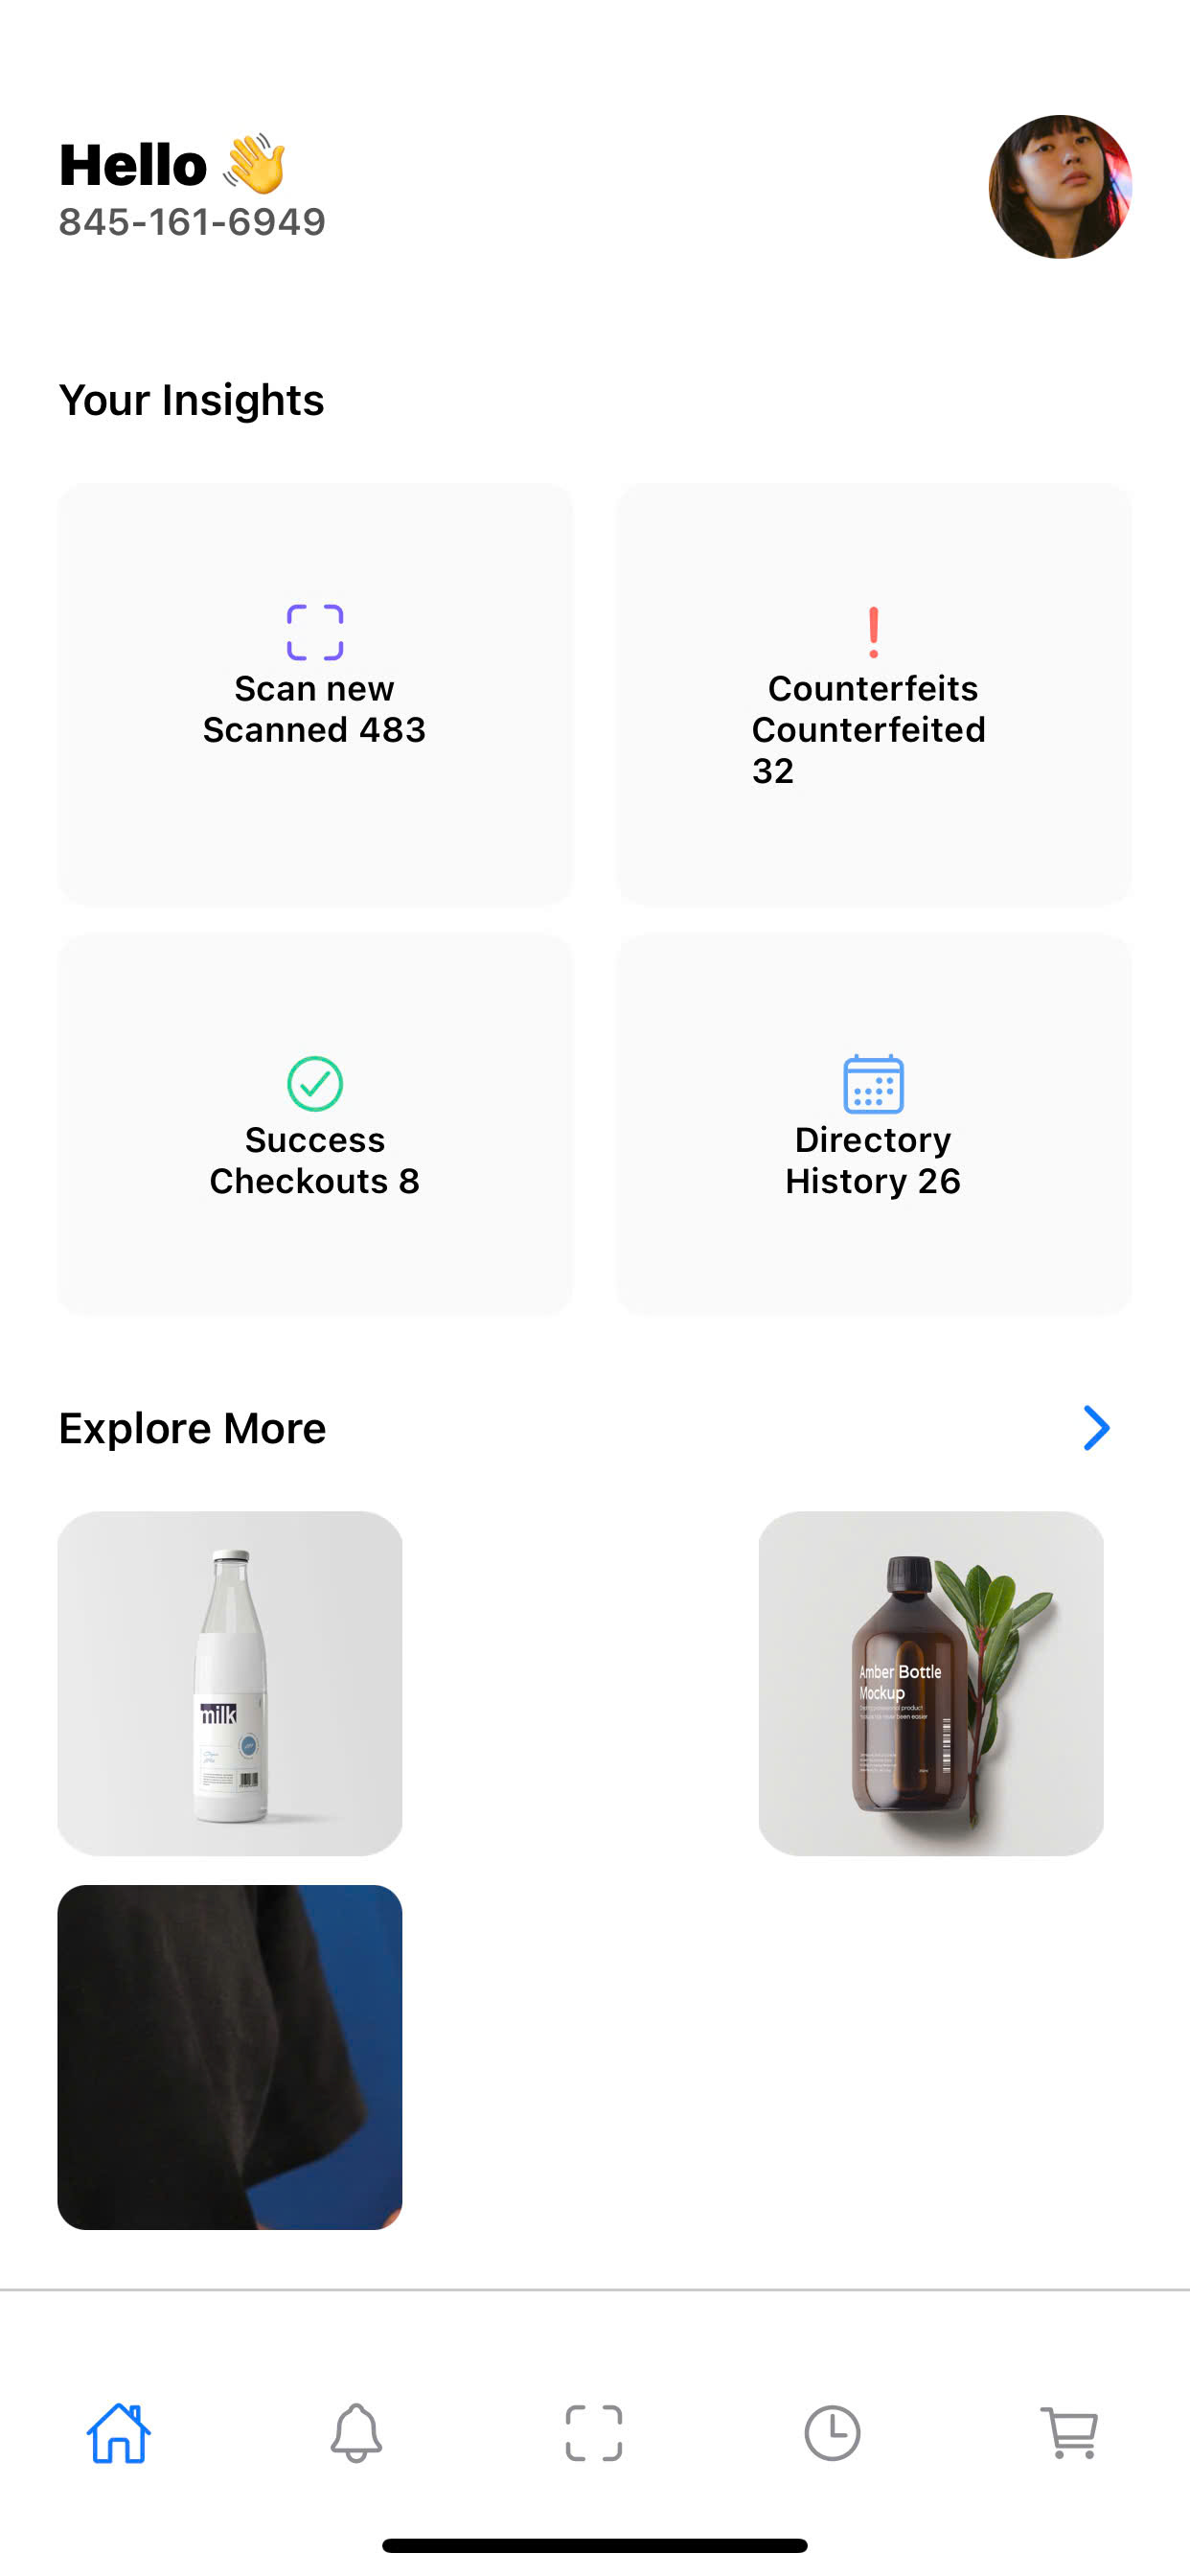 Hello 👋
845-161-6949
Your Insights
Scan new
Scanned 483
Counterfeits
Counterfeited
32
Success
Checkouts 8
Directory
History 26
Explore More
milk
Amber Bottle
Mockup